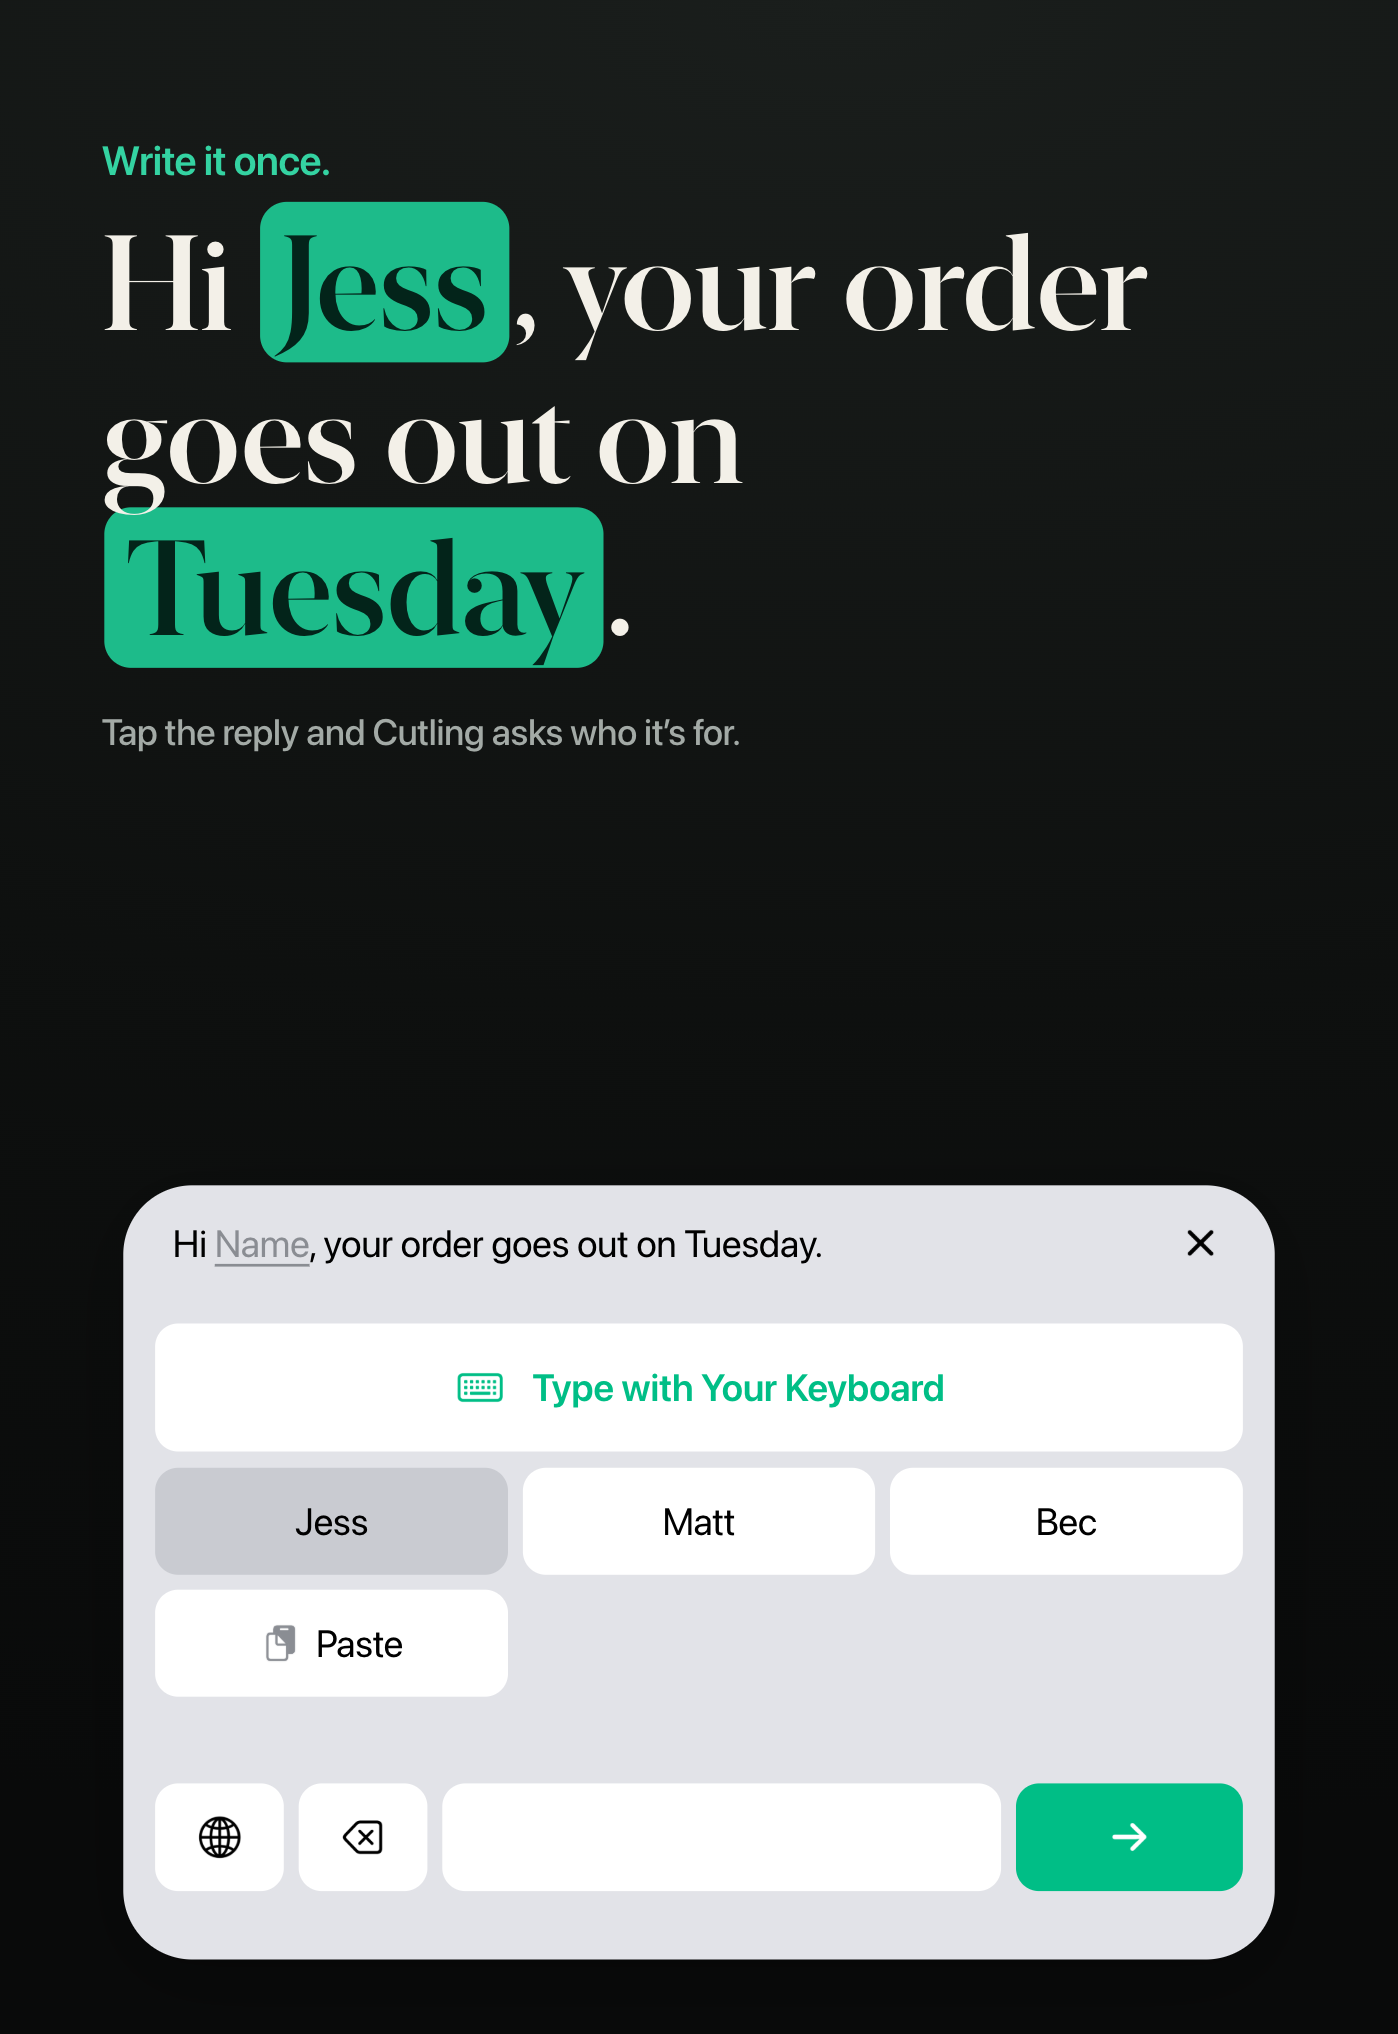 Write it once.
Hi Jess, your order
goes out on
Tuesday.
Tap the reply and Cutling asks who it’s for.
Hi Name, your order goes out on Tuesday.
Type with Your Keyboard
Jess
Matt
Bec
Paste